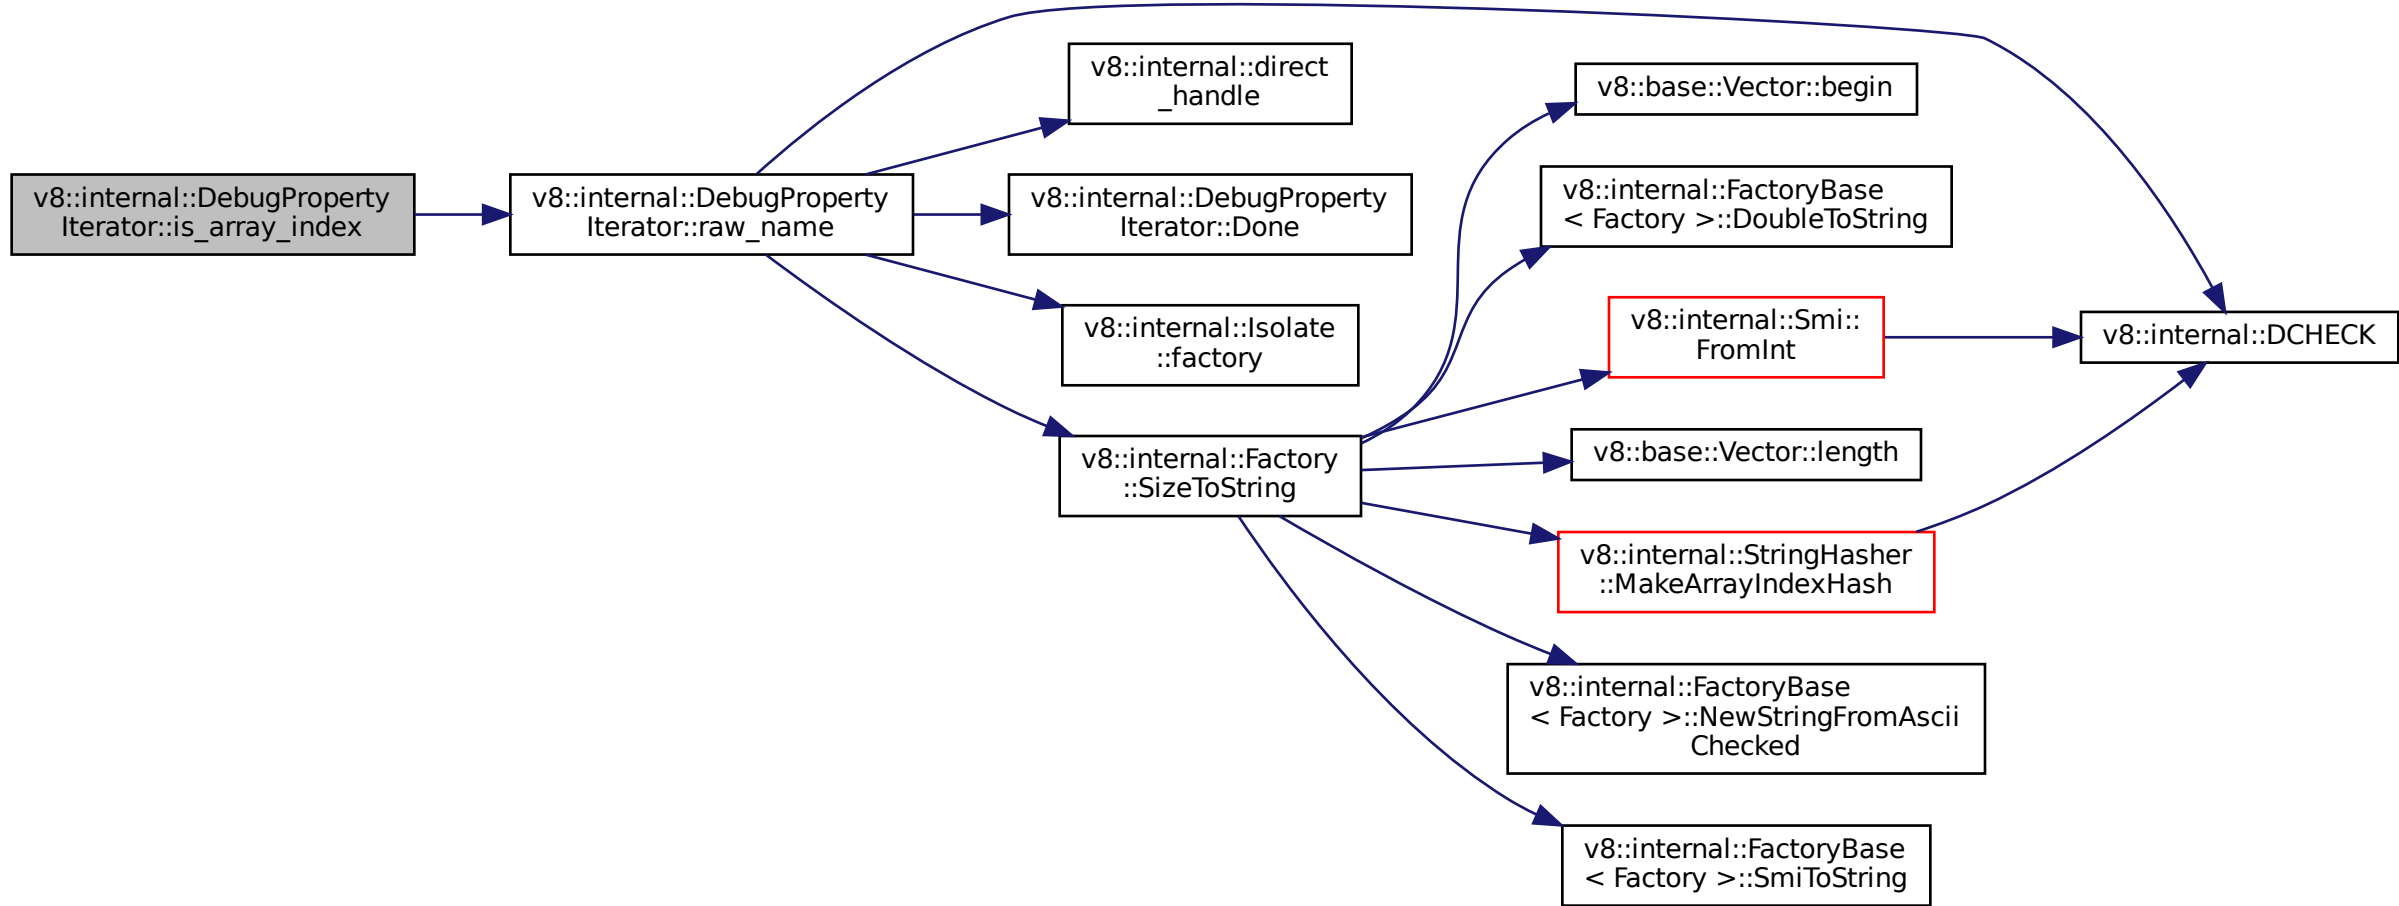 v8::internal::DebugProperty
Iterator::is_array_index
v8::internal::DebugProperty
Iterator::raw_name
v8::internal::direct
_handle
v8::internal::DebugProperty
Iterator::Done
v8::internal::Isolate
::factory
v8::internal::Factory
::SizeToString
v8::base::Vector::begin
v8::internal::FactoryBase
< Factory >::DoubleToString
v8::internal::Smi::
FromInt
v8::base::Vector::length
v8::internal::StringHasher
::MakeArrayIndexHash
v8::internal::FactoryBase
< Factory >::NewStringFromAscii
Checked
v8::internal::FactoryBase
< Factory >::SmiToString
v8::internal::DCHECK